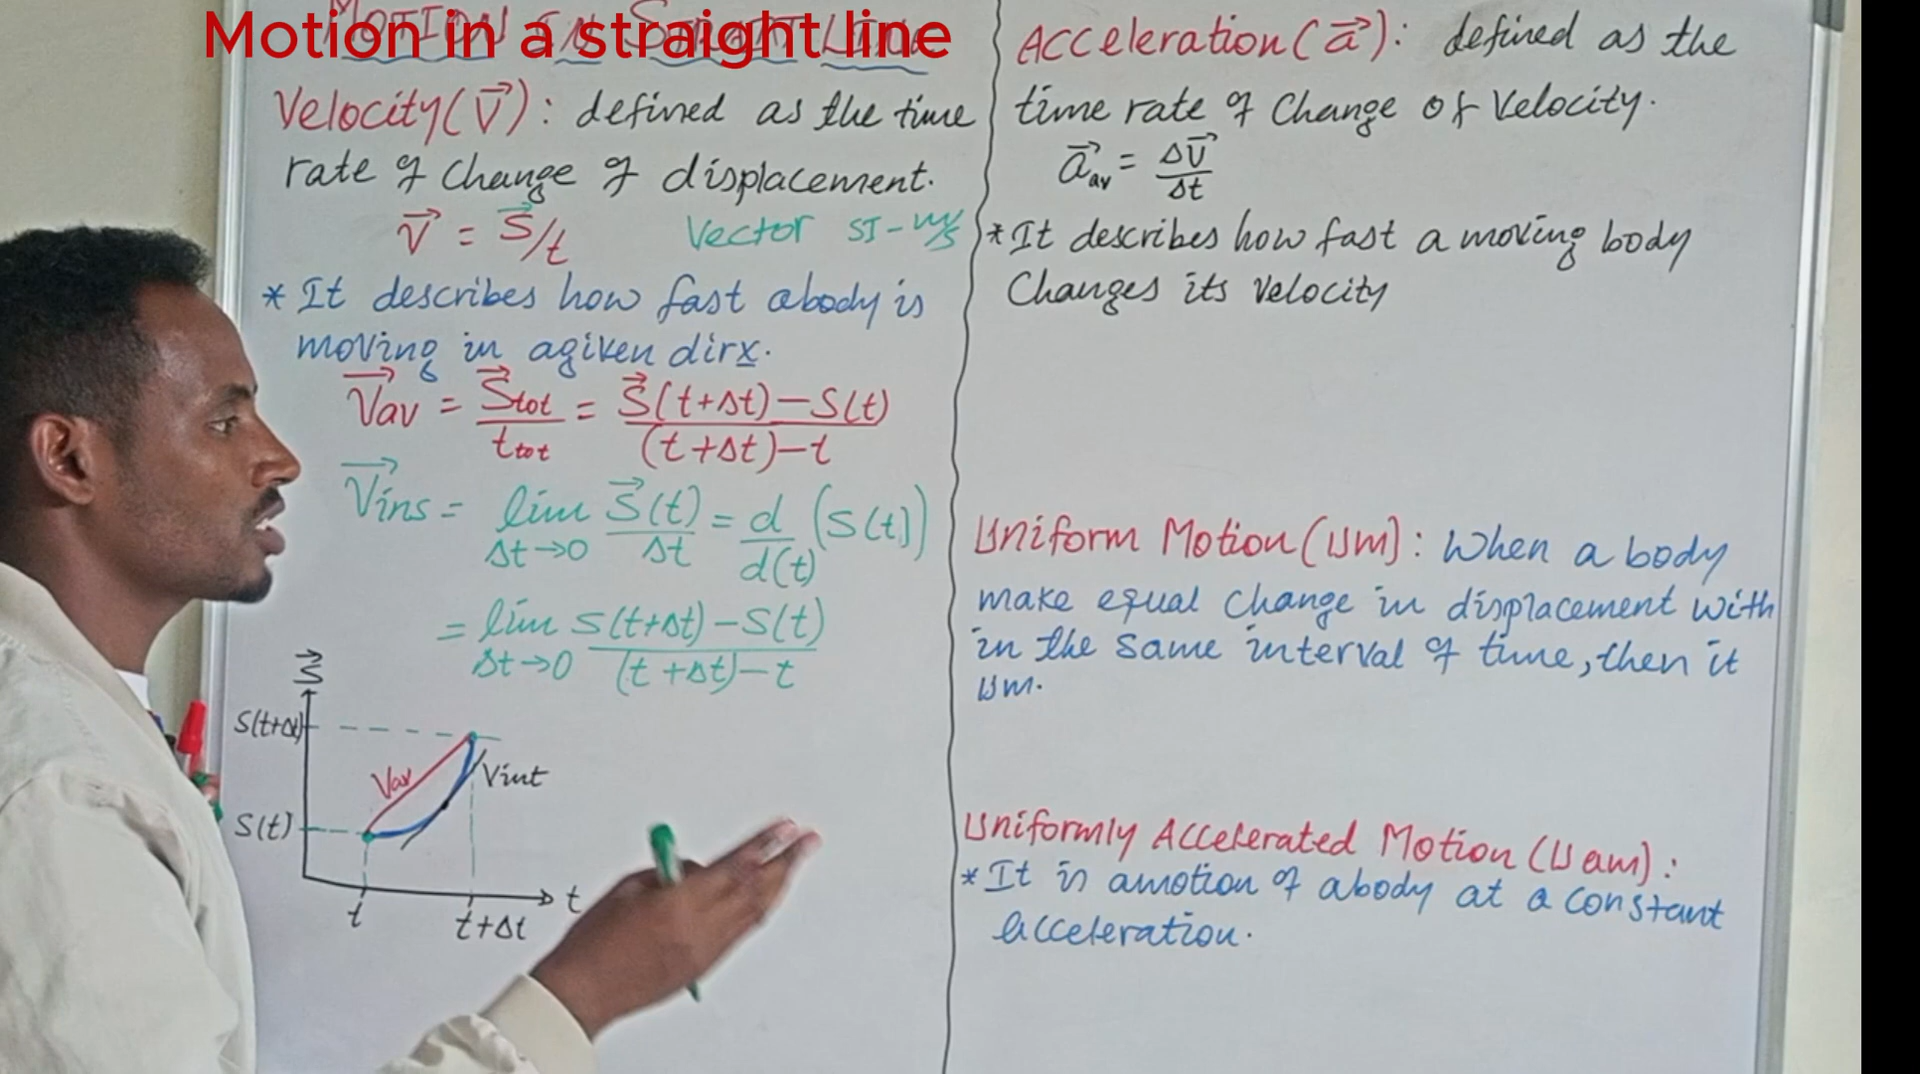 Motion in a straight line
Velocity(V⃗): defined as the time
rate of change of displacement.
V⃗ = S⃗/t Vector SI - m/s
* It describes how fast abody is
moving in agiven dirx.
V⃗av = S⃗tot/ttot = (S⃗(t+Δt)-S(t))/((t+Δt)-t)
V⃗ins = lim Δt→0 S⃗(t)/Δt = d/d(t) (S(t))
= lim Δt→0 (S(t+Δt)-S(t))/((t+Δt)-t)
S⃗
S(t+Δt)
Vav
Vint
S(t)
t
t
t+Δt
Acceleration(a⃗): defined as the
time rate of Change of Velocity.
a⃗av = ΔV⃗/Δt
* It describes how fast a moving body
Changes its Velocity
Uniform Motion(Um): When a body
make equal change in displacement with
in the same interval of time, then it
Um.
Uniformly Accelerated Motion (Uam):
* It is amotion of abody at a constant
acceleration.